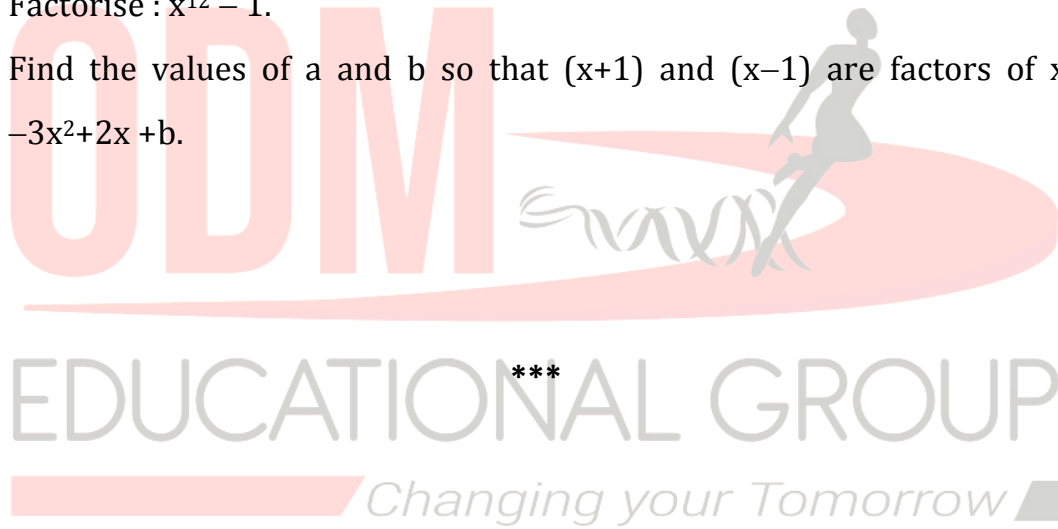 Factorise : x¹² – 1.
Find the values of a and b so that (x+1) and (x–1) are factors of x
–3x²+2x +b.
ODM
***
EDUCATIONAL GROUP
Changing your Tomorrow